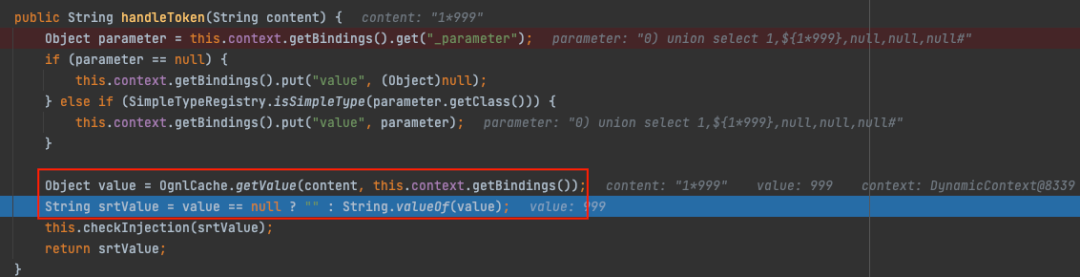 public String handleToken(String content) {   content: "1*999"
    Object parameter = this.context.getBindings().get("_parameter");   parameter: "0) union select 1,${1*999},null,null,null#"
    if (parameter == null) {
        this.context.getBindings().put("value", (Object)null);
    } else if (SimpleTypeRegistry.isSimpleType(parameter.getClass())) {
        this.context.getBindings().put("value", parameter);   parameter: "0) union select 1,${1*999},null,null,null#"
    }
    Object value = OgnlCache.getValue(content, this.context.getBindings());   content: "1*999"   value: 999   context: DynamicContext@8339
    String srtValue = value == null ? "" : String.valueOf(value);   value: 999
    this.checkInjection(srtValue);
    return srtValue;
}